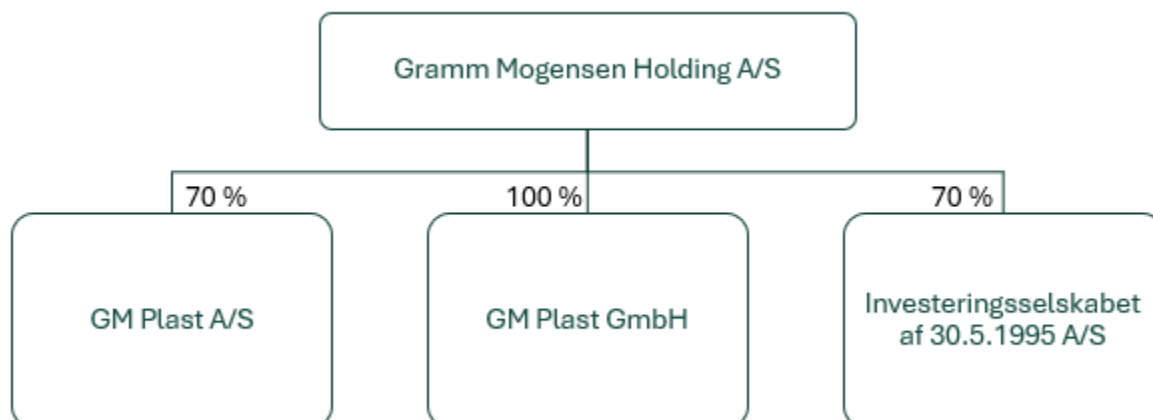 Gramm Mogensen Holding A/S
70 %
100 %
70 %
GM Plast A/S
GM Plast GmbH
Investeringsselskabet
af 30.5.1995 A/S